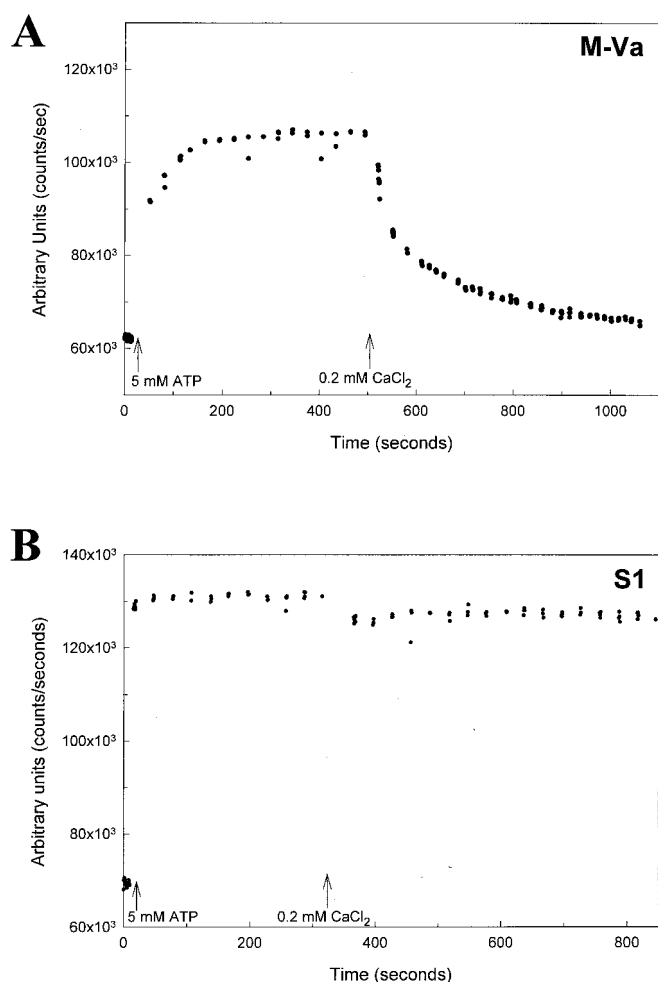 A
M-Va
120x10³
100x10³
80x10³
60x10³
Arbitrary Units (counts/sec)
5 mM ATP
0.2 mM CaCl₂
0 200 400 600 800 1000
Time (seconds)
B
S1
140x10³
120x10³
100x10³
80x10³
60x10³
Arbitrary units (counts/seconds)
5 mM ATP
0.2 mM CaCl₂
0 200 400 600 800
Time (seconds)